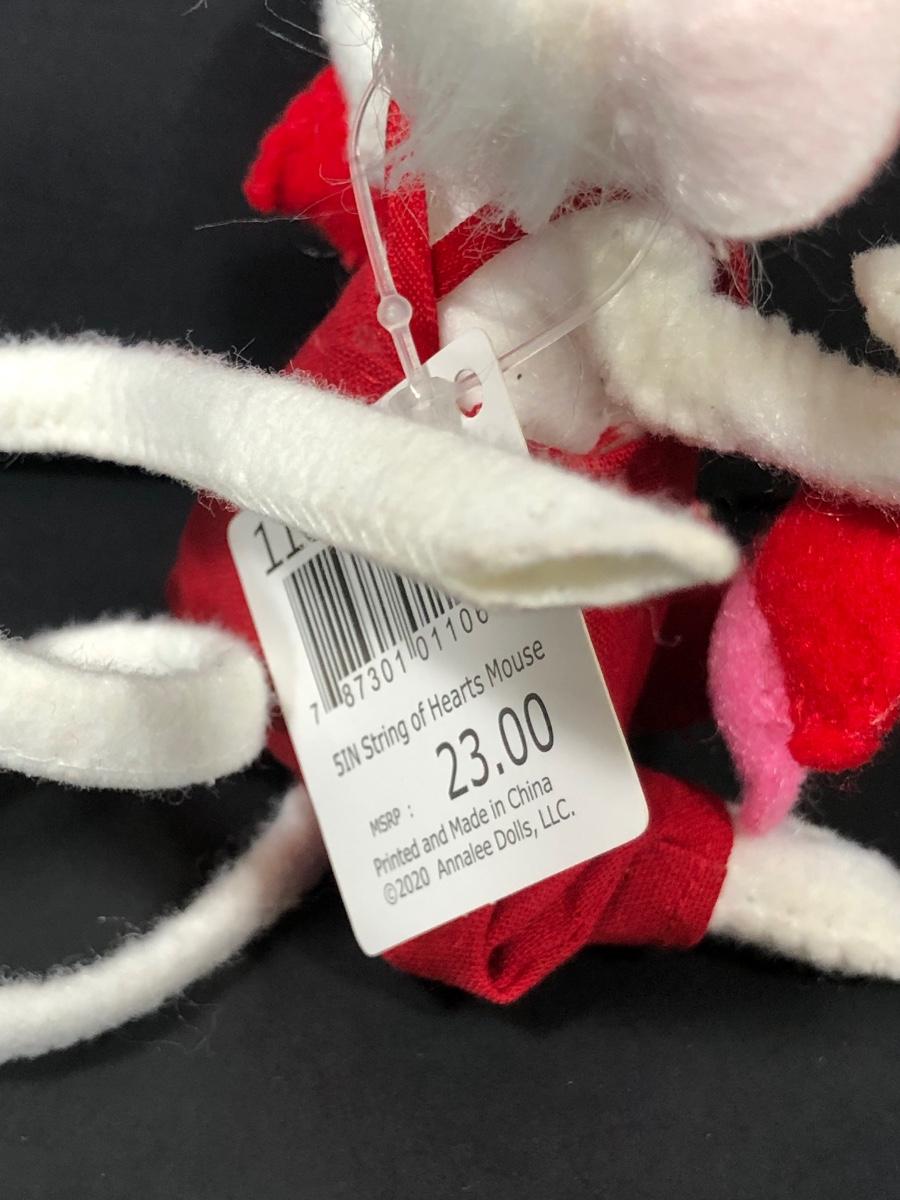 7 87301 01106
5IN String of Hearts Mouse
MSRP : 23.00
Printed and Made in China
©2020 Annalee Dolls, LLC.